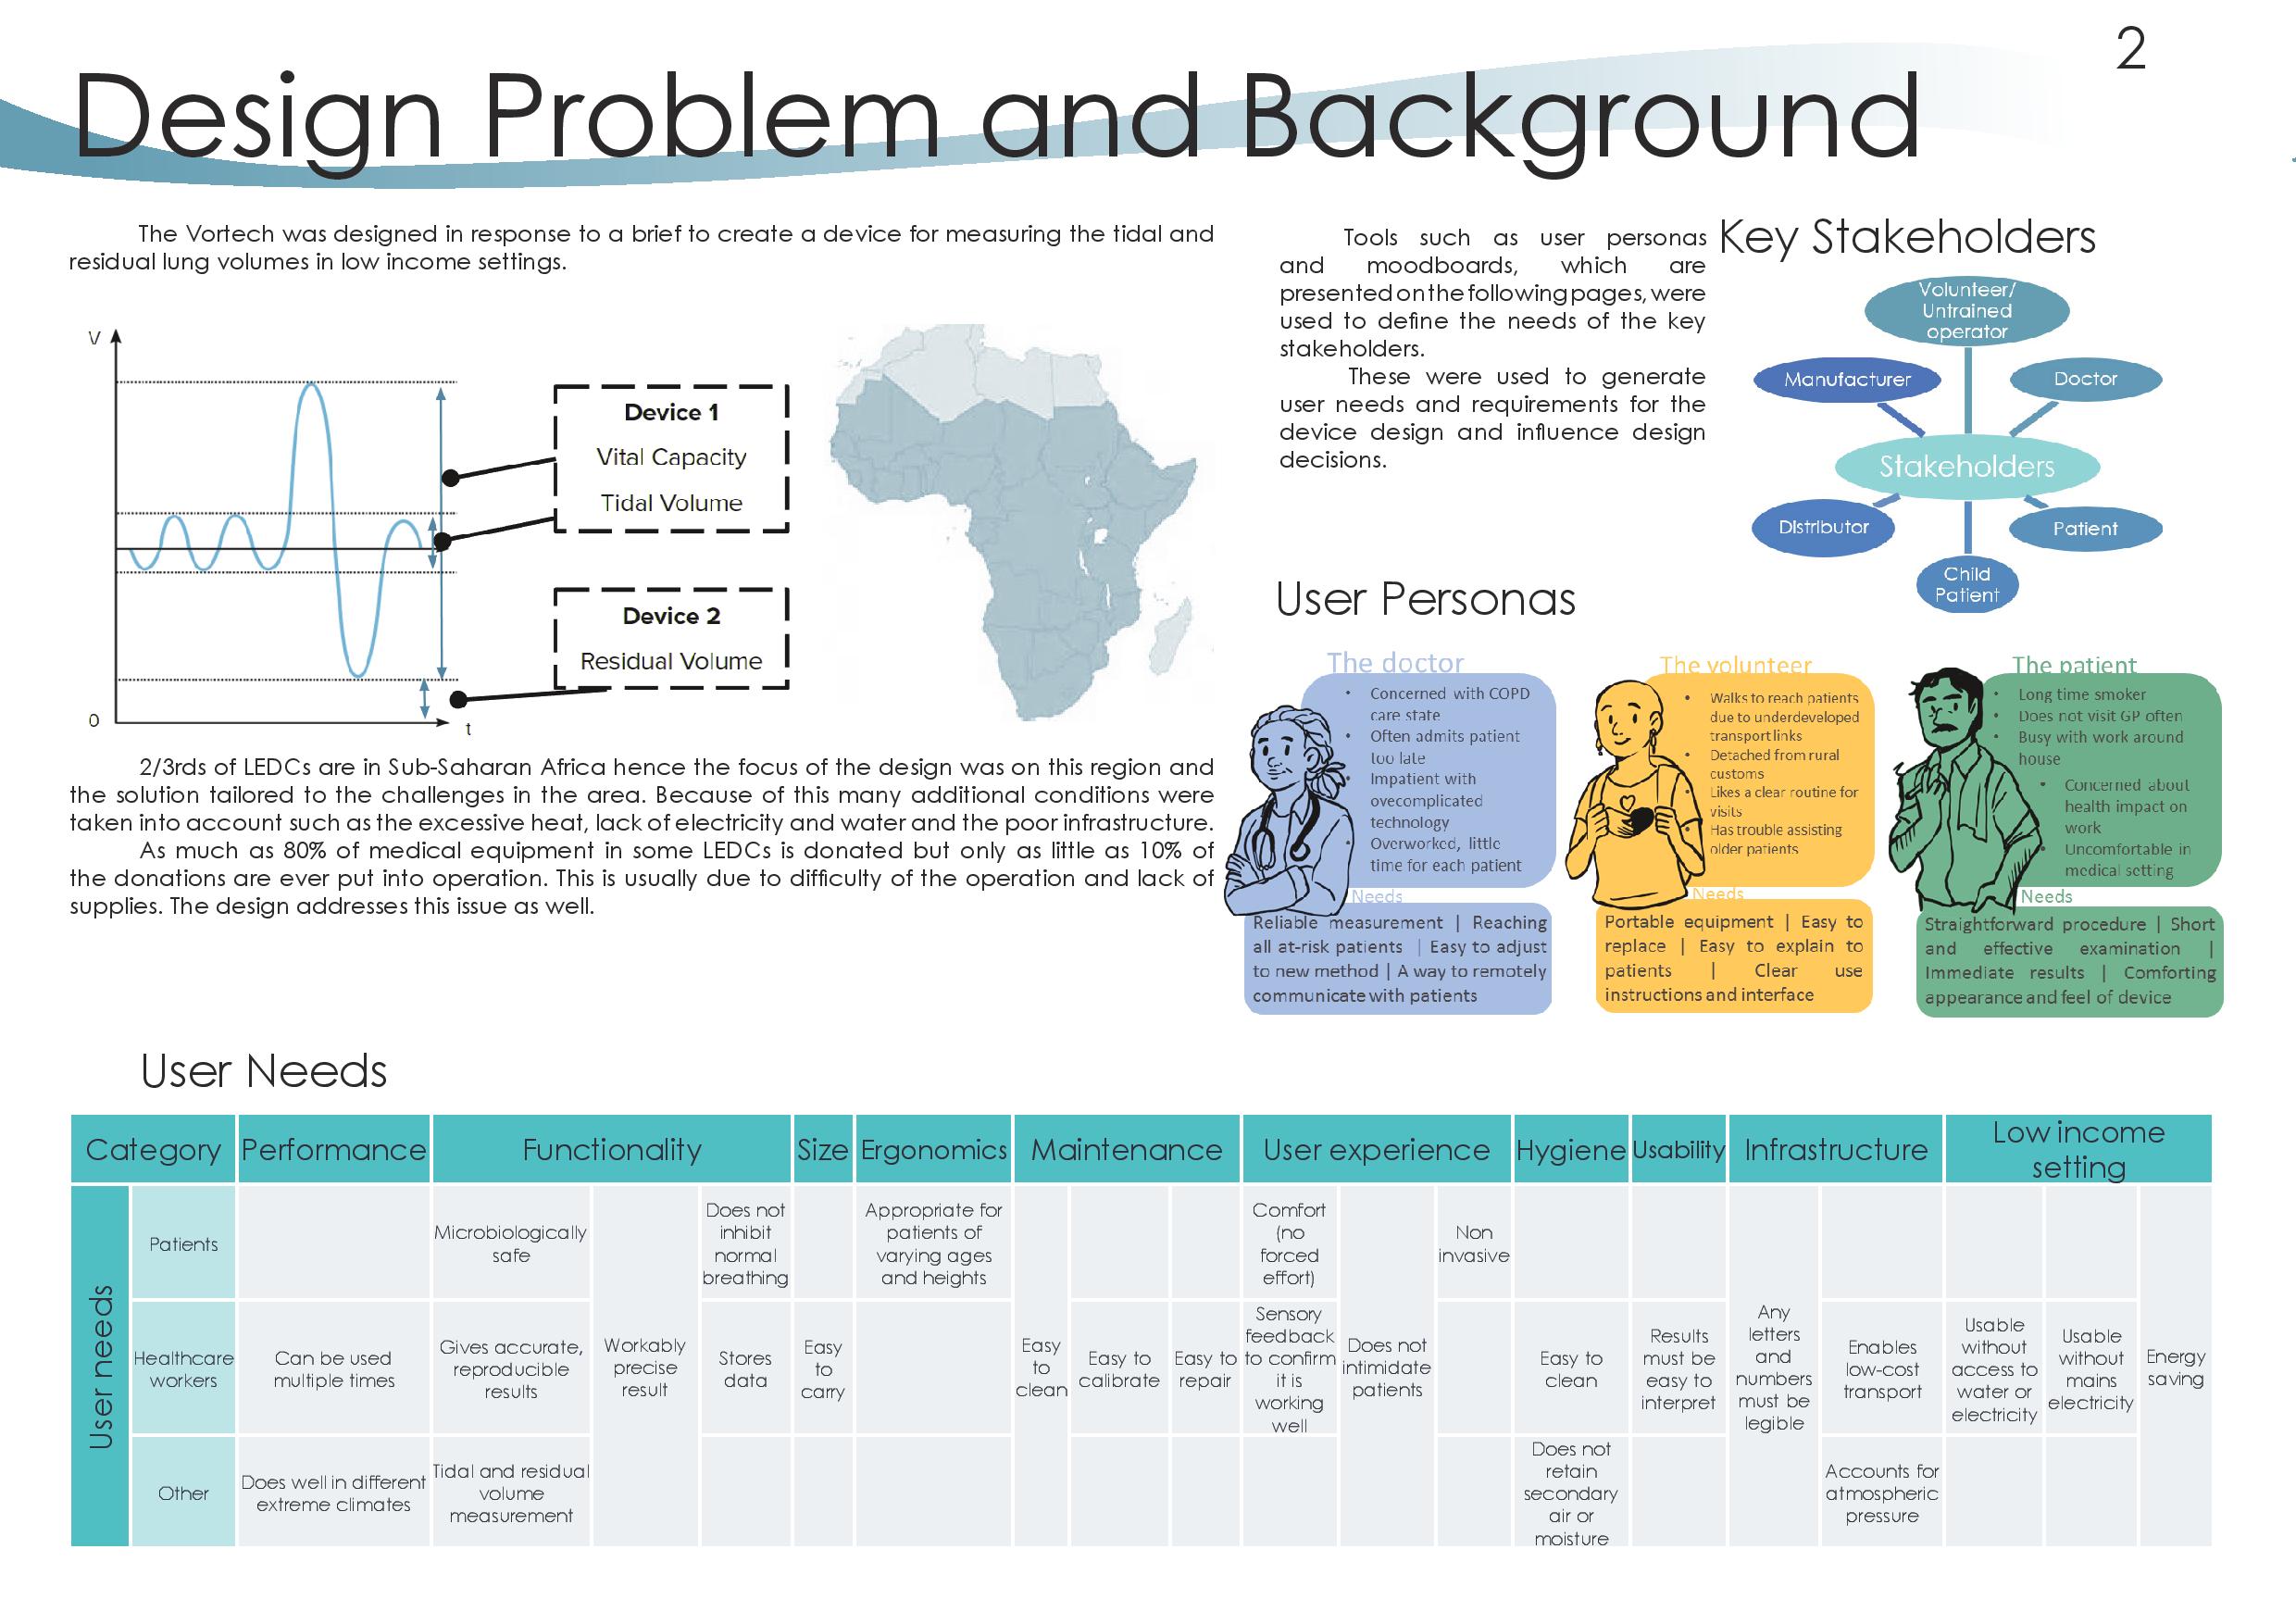 2
Design Problem and Background
The Vortech was designed in response to a brief to create a device for measuring the tidal and
residual lung volumes in low income settings.
V
0
t
Device 1
Vital Capacity
Tidal Volume
Device 2
Residual Volume
2/3rds of LEDCs are in Sub-Saharan Africa hence the focus of the design was on this region and
the solution tailored to the challenges in the area. Because of this many additional conditions were
taken into account such as the excessive heat, lack of electricity and water and the poor infrastructure.
As much as 80% of medical equipment in some LEDCs is donated but only as little as 10% of
the donations are ever put into operation. This is usually due to difficulty of the operation and lack of
supplies. The design addresses this issue as well.
Tools such as user personas
and moodboards, which are
presented on the following pages, were
used to define the needs of the key
stakeholders.
These were used to generate
user needs and requirements for the
device design and influence design
decisions.
Key Stakeholders
Volunteer/
Untrained
operator
Manufacturer
Doctor
Stakeholders
Distributor
Patient
Child
Patient
User Personas
The doctor
• Concerned with COPD
care state
• Often admits patient
too late
• Impatient with
ovecomplicated
technology
• Overworked, little
time for each patient
Needs
Reliable measurement | Reaching
all at-risk patients | Easy to adjust
to new method | A way to remotely
communicate with patients
The volunteer
• Walks to reach patients
due to underdeveloped
transport links
• Detached from rural
customs
• Likes a clear routine for
visits
• Has trouble assisting
older patients
Needs
Portable equipment | Easy to
replace | Easy to explain to
patients | Clear use
instructions and interface
The patient
• Long time smoker
• Does not visit GP often
• Busy with work around
house
• Concerned about
health impact on
work
• Uncomfortable in
medical setting
Needs
Straightforward procedure | Short
and effective examination |
Immediate results | Comforting
appearance and feel of device
User Needs
Category
Performance
Functionality
Size
Ergonomics
Maintenance
User experience
Hygiene
Usability
Infrastructure
Low income
setting
User needs
Patients
Microbiologically
safe
Does not
inhibit
normal
breathing
Appropriate for
patients of
varying ages
and heights
Comfort
(no
forced
effort)
Non
invasive
Healthcare
workers
Can be used
multiple times
Gives accurate,
reproducible
results
Workably
precise
result
Stores
data
Easy
to
carry
Easy
to
clean
Easy to
calibrate
Easy to
repair
Sensory
feedback
to confirm
it is
working
well
Does not
intimidate
patients
Easy to
clean
Results
must be
easy to
interpret
Any
letters
and
numbers
must be
legible
Enables
low-cost
transport
Usable
without
access to
water or
electricity
Usable
without
mains
electricity
Energy
saving
Other
Does well in different
extreme climates
Tidal and residual
volume
measurement
Does not
retain
secondary
air or
moisture
Accounts for
atmospheric
pressure